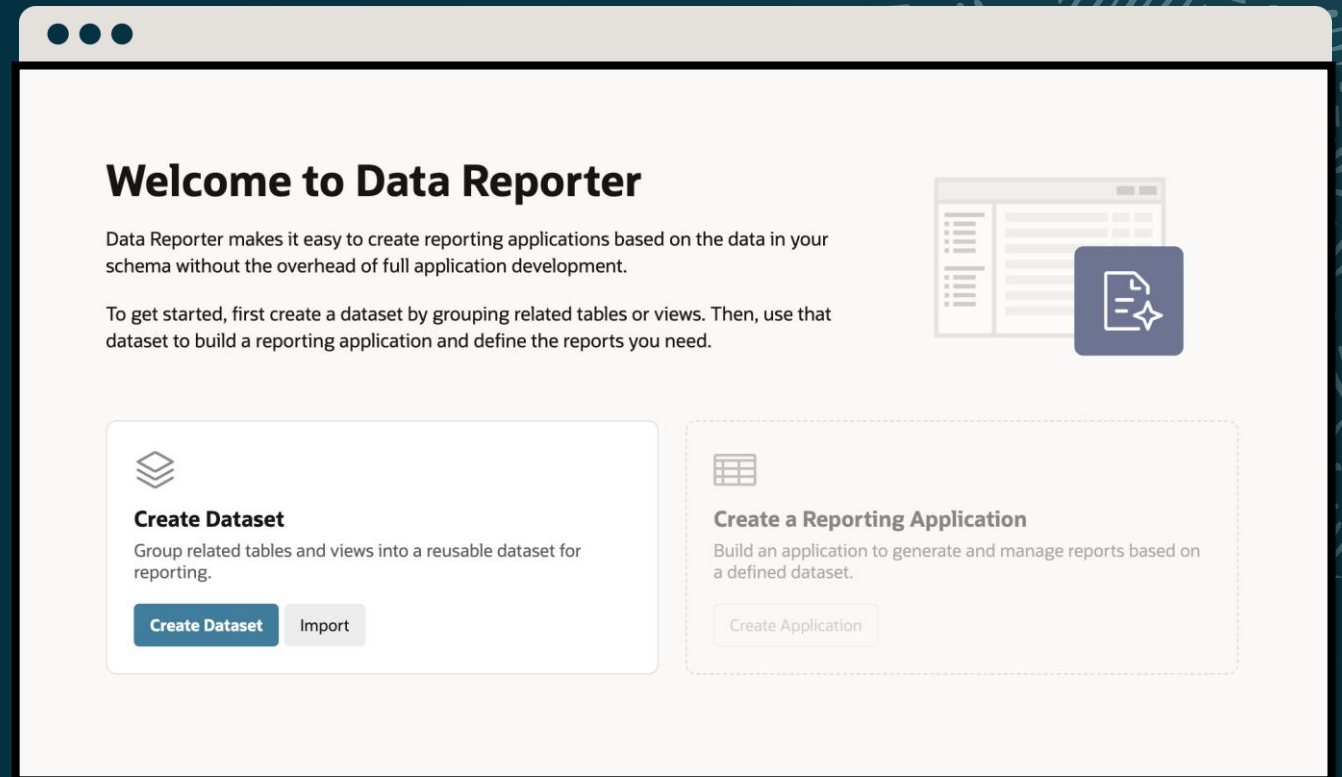 Welcome to Data Reporter
Data Reporter makes it easy to create reporting applications based on the data in your
schema without the overhead of full application development.
To get started, first create a dataset by grouping related tables or views. Then, use that
dataset to build a reporting application and define the reports you need.
Create Dataset
Group related tables and views into a reusable dataset for
reporting.
Create Dataset
Import
Create a Reporting Application
Build an application to generate and manage reports based on
a defined dataset.
Create Application